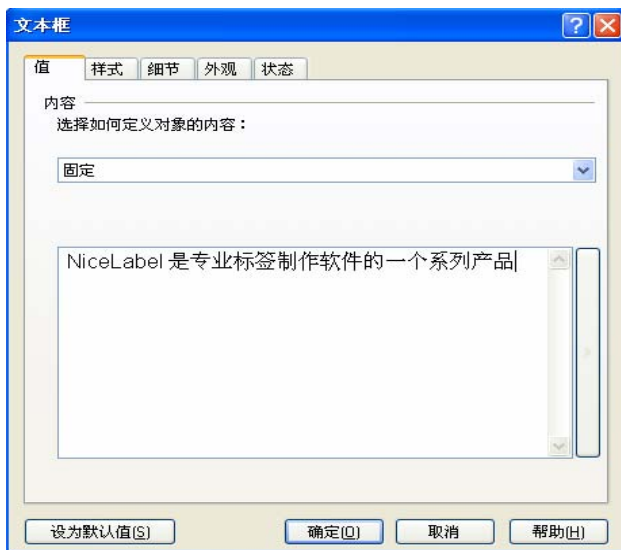 文本框
值 样式 细节 外观 状态
内容
选择如何定义对象的内容：
固定
NiceLabel 是专业标签制作软件的一个系列产品
设为默认值(S) 确定(O) 取消 帮助(H)